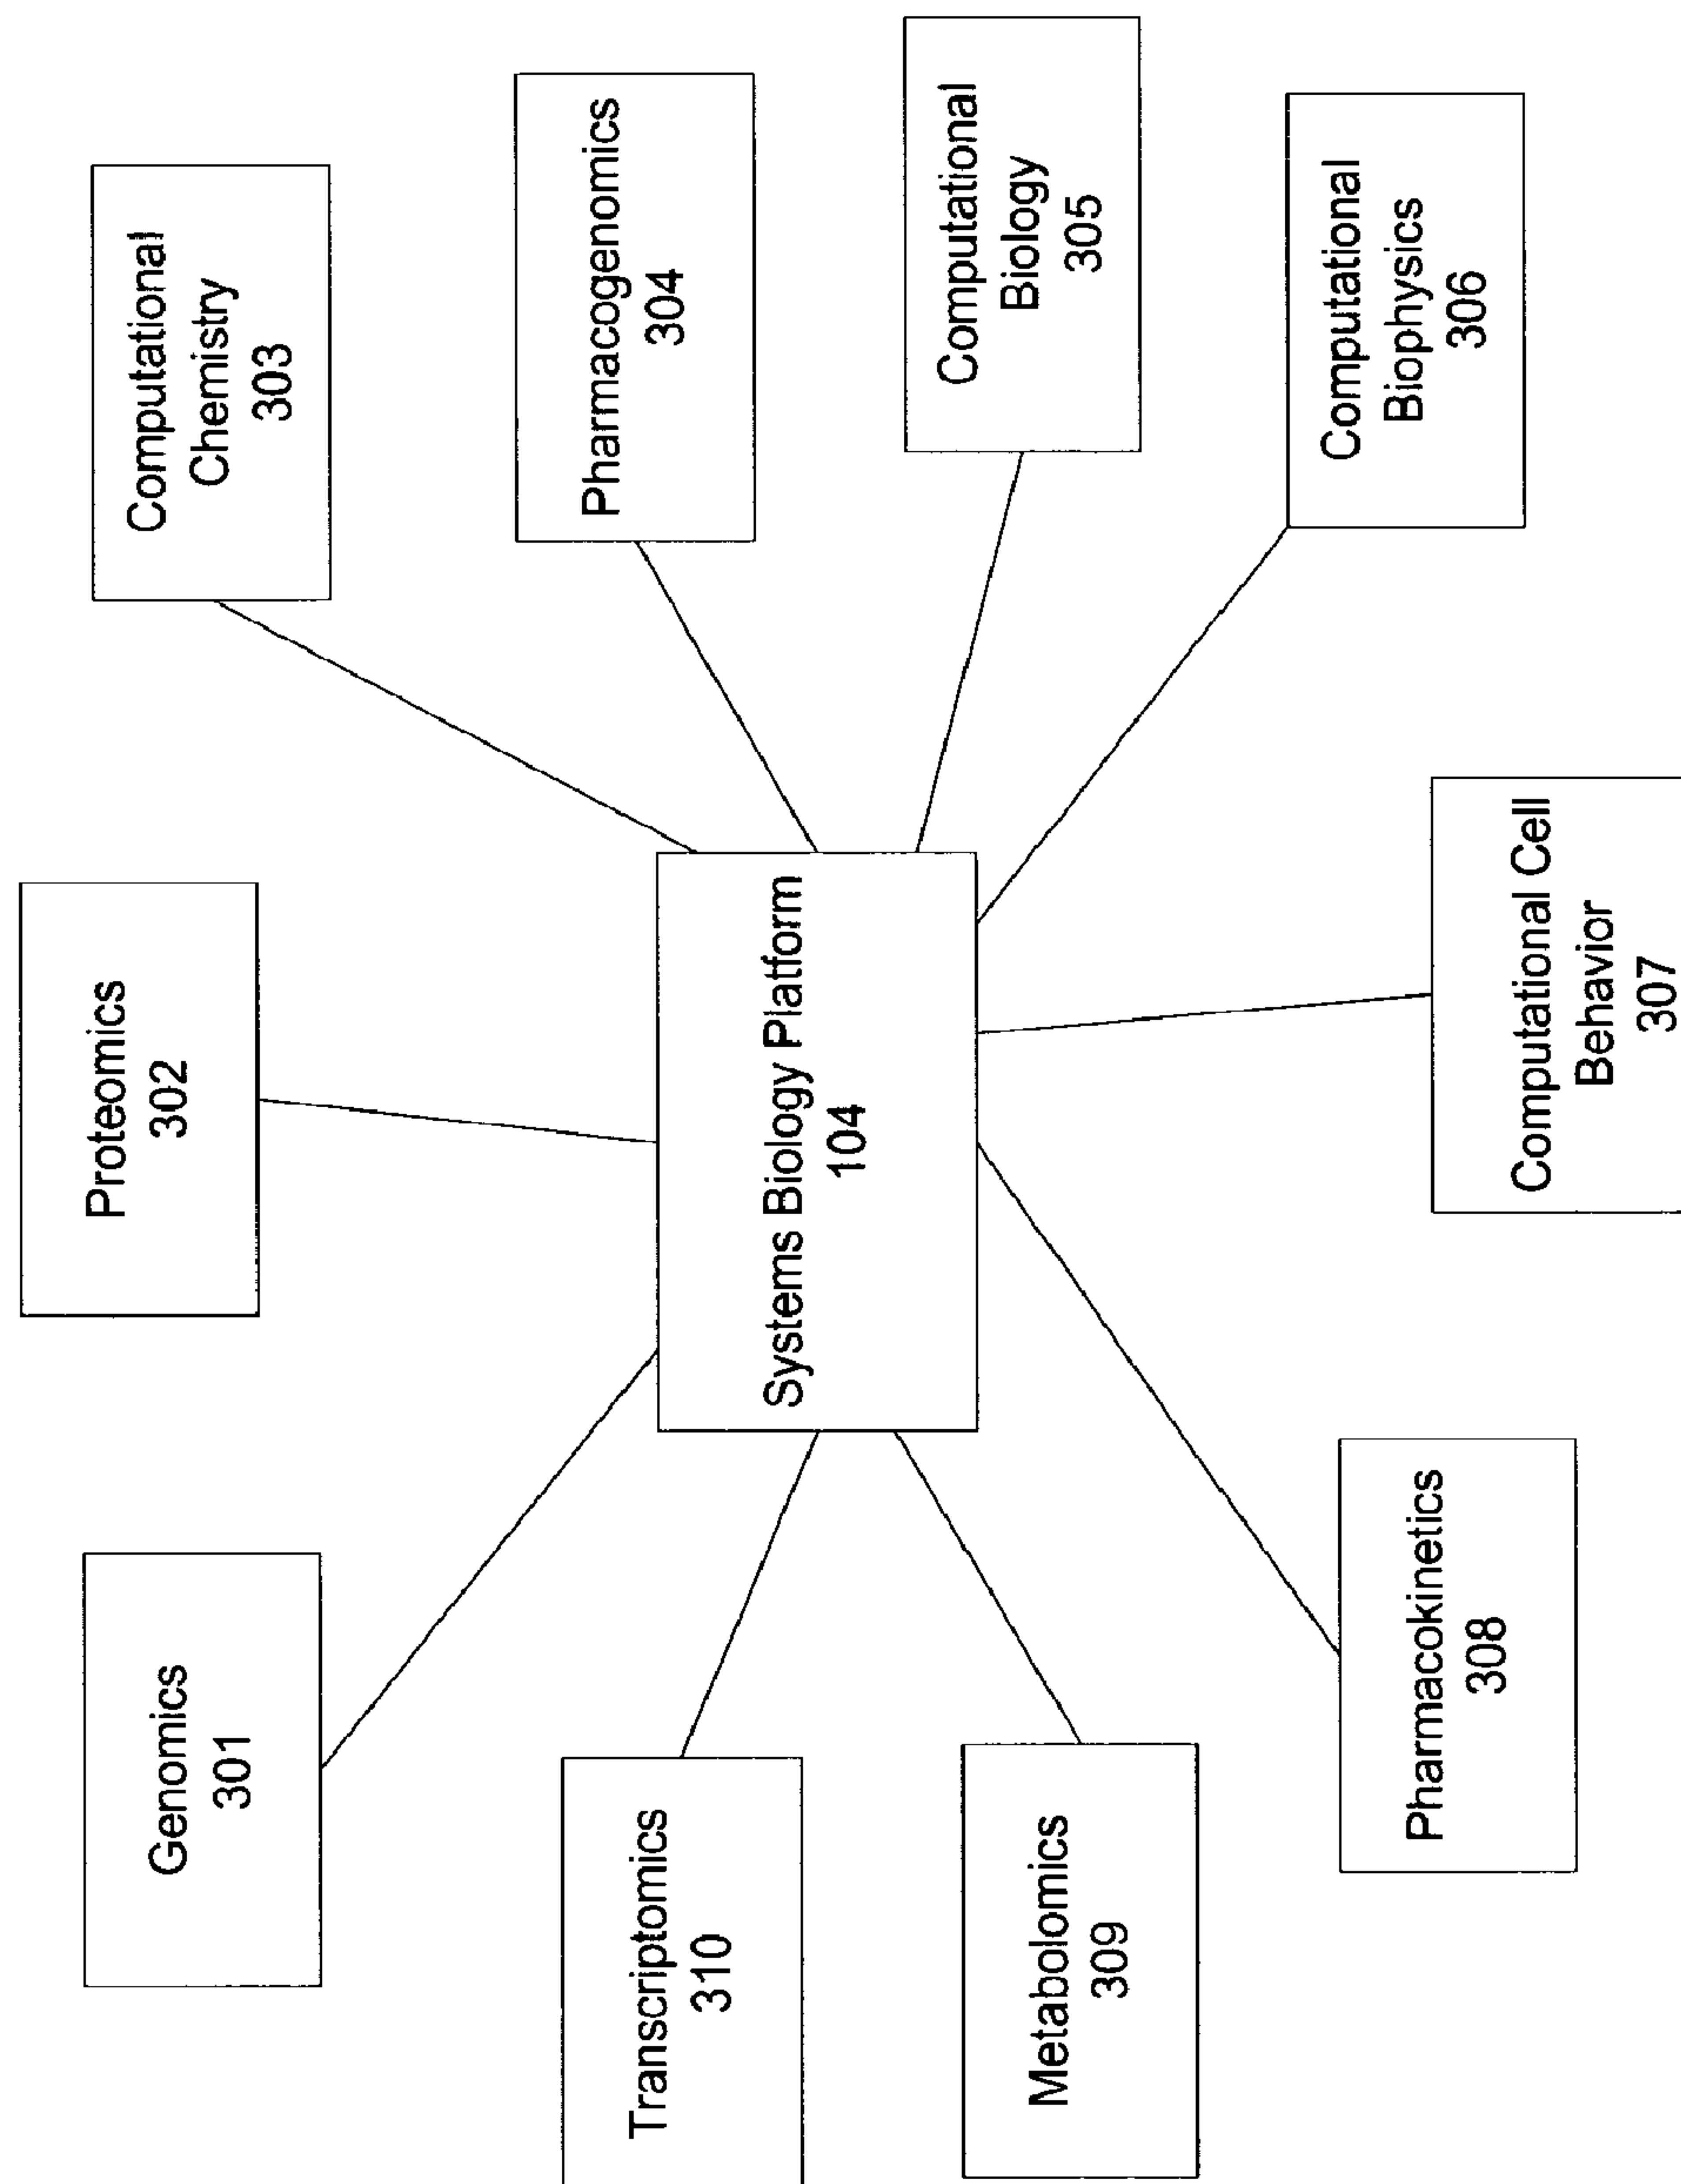 Genomics
301
Proteomics
302
Computational
Chemistry
303
Pharmacogenomics
304
Computational
Biology
305
Computational
Biophysics
306
Computational Cell
Behavior
307
Pharmacokinetics
308
Metabolomics
309
Transcriptomics
310
Systems Biology Platform
104